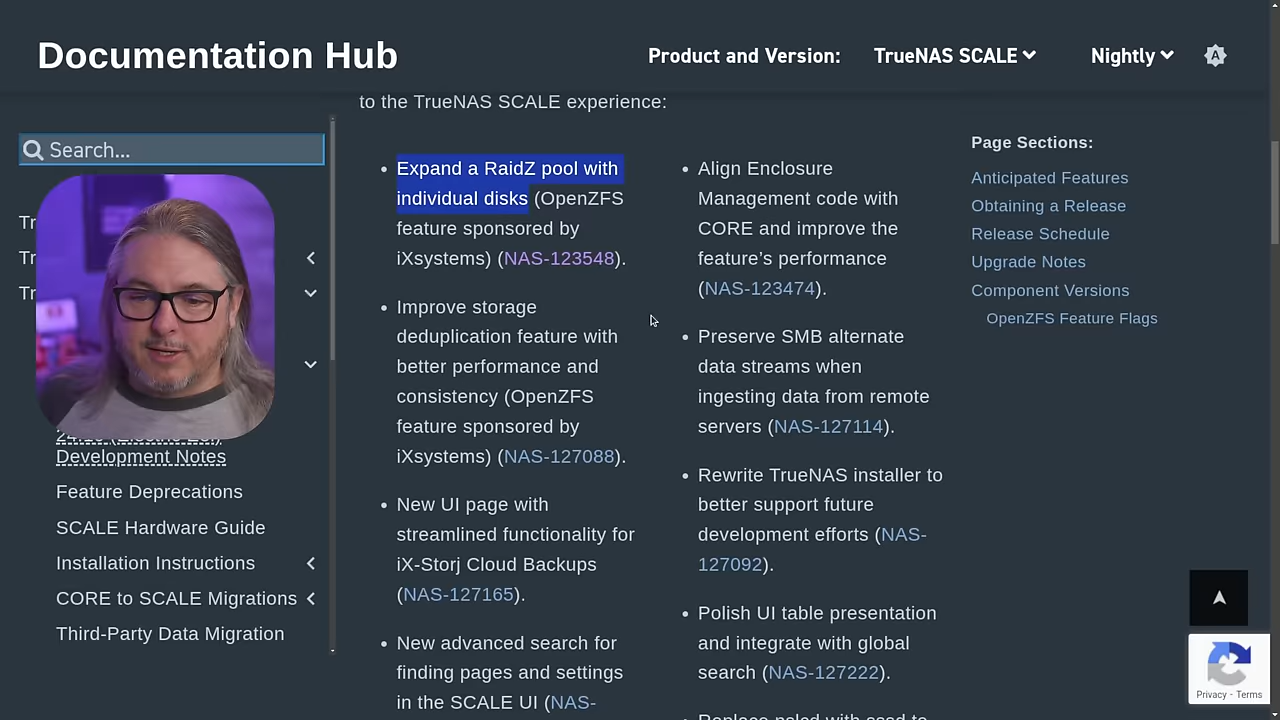 Documentation Hub
Product and Version:
TrueNAS SCALE
Nightly
A
Search...
Tr
Tr
Tr
Development Notes
Feature Deprecations
SCALE Hardware Guide
Installation Instructions
CORE to SCALE Migrations
Third-Party Data Migration
to the TrueNAS SCALE experience:
• Expand a RaidZ pool with
individual disks (OpenZFS
feature sponsored by
iXsystems) (NAS-123548).
• Improve storage
deduplication feature with
better performance and
consistency (OpenZFS
feature sponsored by
iXsystems) (NAS-127088).
• New UI page with
streamlined functionality for
iX-Storj Cloud Backups
(NAS-127165).
• New advanced search for
finding pages and settings
in the SCALE UI (NAS-
• Align Enclosure
Management code with
CORE and improve the
feature’s performance
(NAS-123474).
• Preserve SMB alternate
data streams when
ingesting data from remote
servers (NAS-127114).
• Rewrite TrueNAS installer to
better support future
development efforts (NAS-
127092).
• Polish UI table presentation
and integrate with global
search (NAS-127222).
Page Sections:
Anticipated Features
Obtaining a Release
Release Schedule
Upgrade Notes
Component Versions
OpenZFS Feature Flags
Privacy - Terms